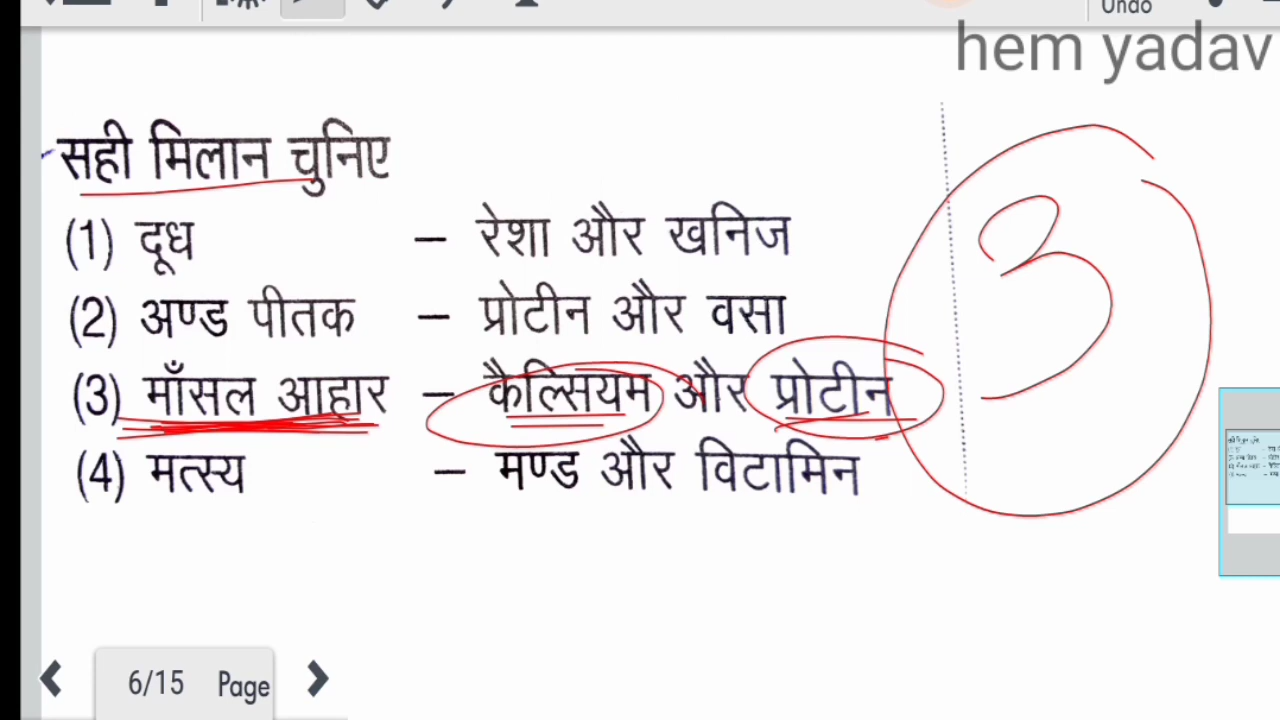 Undo
hem yadav
सही मिलान चुनिए
(1) दूध – रेशा और खनिज
(2) अण्ड पीतक – प्रोटीन और वसा
(3) माँसल आहार – कैल्सियम और प्रोटीन
(4) मत्स्य – मण्ड और विटामिन
3
6/15 Page